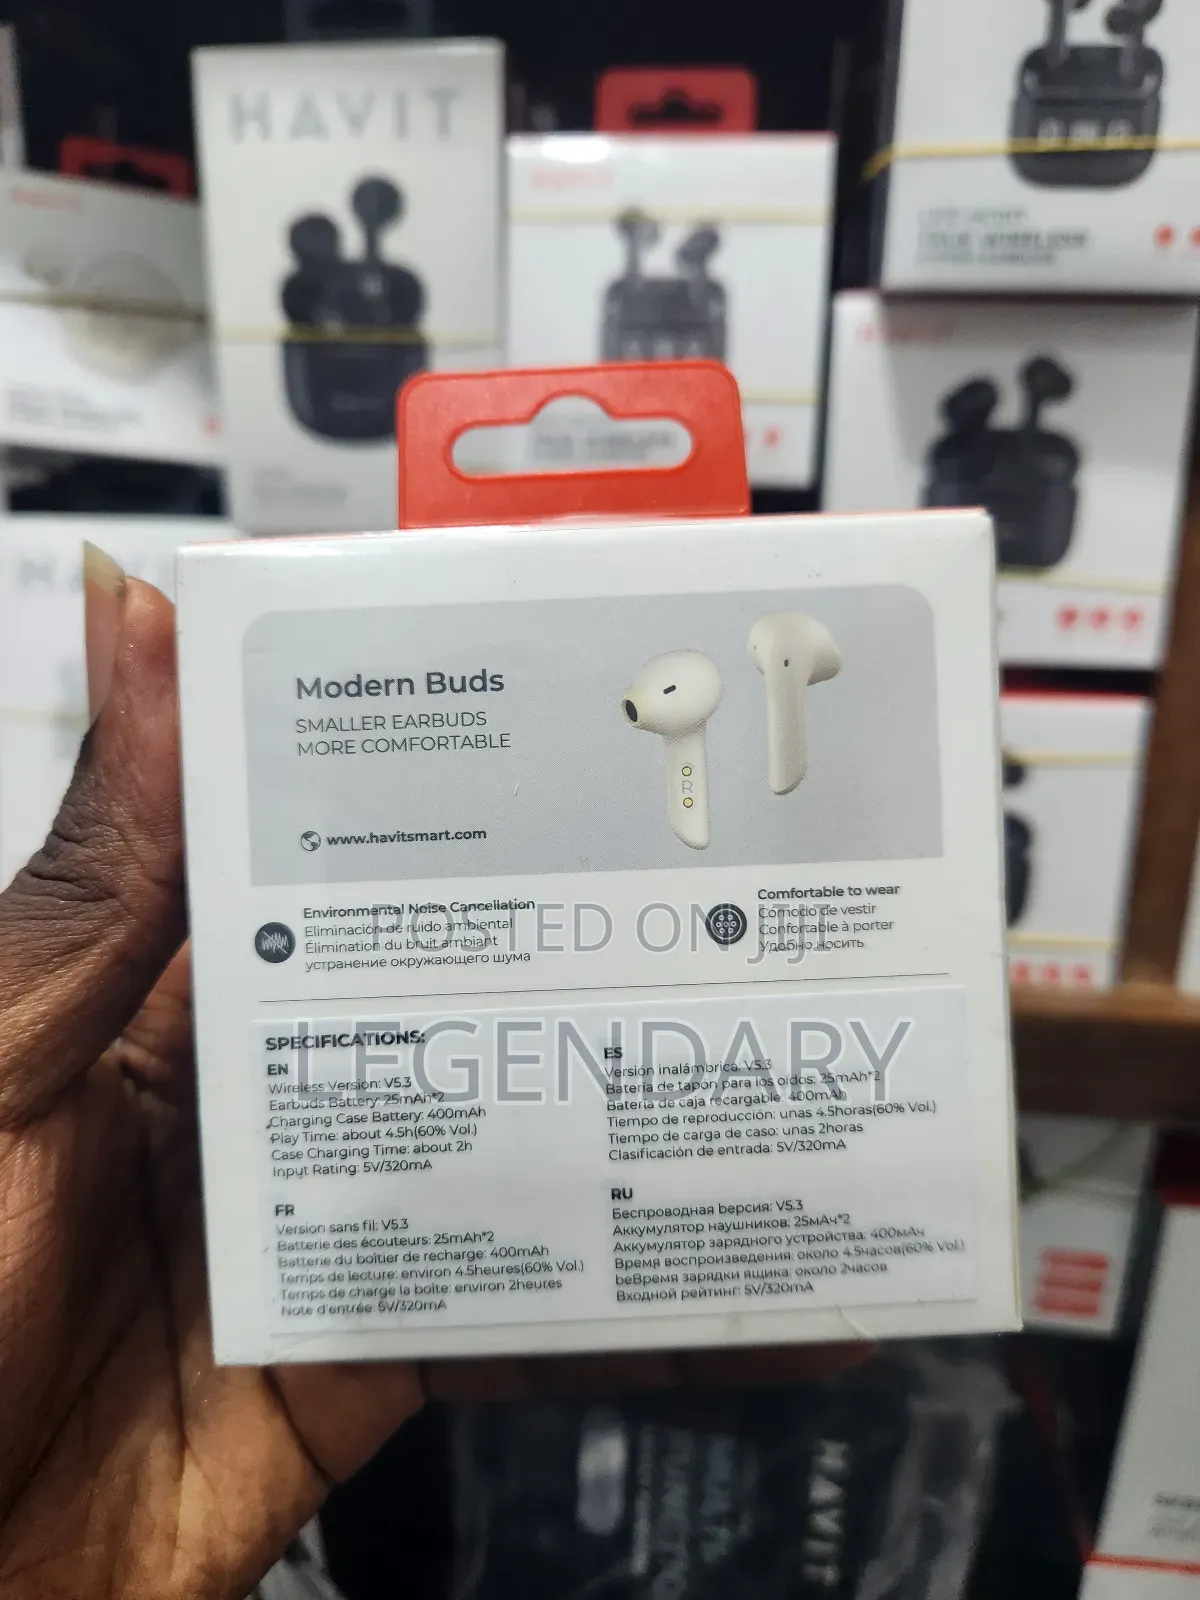 HAVIT
Modern Buds
SMALLER EARBUDS
MORE COMFORTABLE
R
www.havitsmart.com
Environmental Noise Cancellation
Eliminación de ruido ambiental
Élimination du bruit ambiant
устранение окружающего шума
Comfortable to wear
Cómodo de vestir
Confortable à porter
Удобно носить
POSTED ON JIJI
LEGENDARY
SPECIFICATIONS:
EN
Wireless Version: V5.3
Earbuds Battery: 25mAh*2
Charging Case Battery: 400mAh
Play Time: about 4.5h(60% Vol.)
Case Charging Time: about 2h
Input Rating: 5V/320mA
ES
Versión inalámbrica: V5.3
Batería de tapón para los oídos: 25mAh*2
Batería de caja recargable: 400mAh
Tiempo de reproducción: unas 4.5horas(60% Vol.)
Tiempo de carga de caso: unas 2horas
Clasificación de entrada: 5V/320mA
FR
Version sans fil: V5.3
Batterie des écouteurs: 25mAh*2
Batterie du boîtier de recharge: 400mAh
Temps de lecture: environ 4.5heures(60% Vol.)
Temps de charge la boîte: environ 2heures
Note d'entrée: 5V/320mA
RU
Беспроводная версия: V5.3
Аккумулятор наушников: 25мАч*2
Аккумулятор зарядного устройства: 400мАч
Время воспроизведения: около 4.5часов(60% Vol.)
beВремя зарядки ящика: около 2часов
Входной рейтинг: 5V/320mA
HAVIT